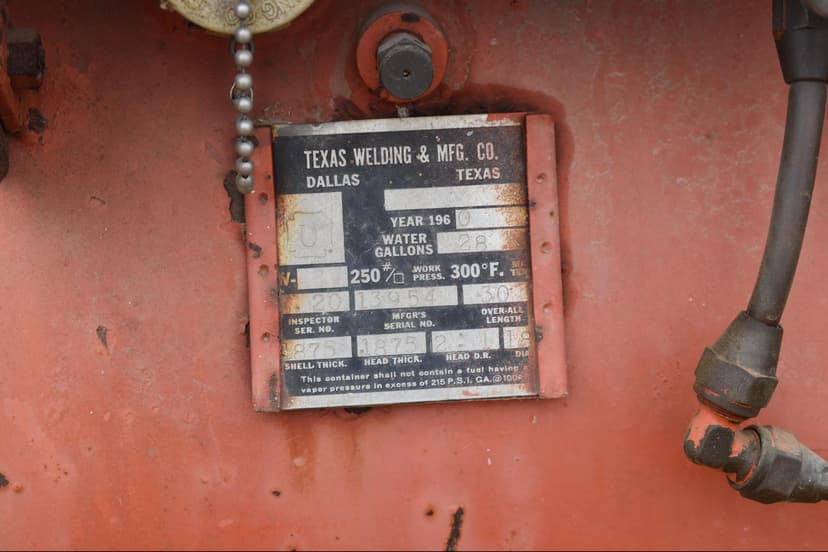 TEXAS WELDING & MFG. CO.
DALLAS TEXAS
U
YEAR 1960
WATER GALLONS 28
250 #/□ WORK PRESS. 300°F.
20 13954 30
INSPECTOR SER. NO. MFGR'S SERIAL NO. OVER-ALL LENGTH
1875 1875
SHELL THICK. HEAD THICK. HEAD D.R.
This container shall not contain a fuel having
vapor pressure in excess of 215 P.S.I. GA.@100°